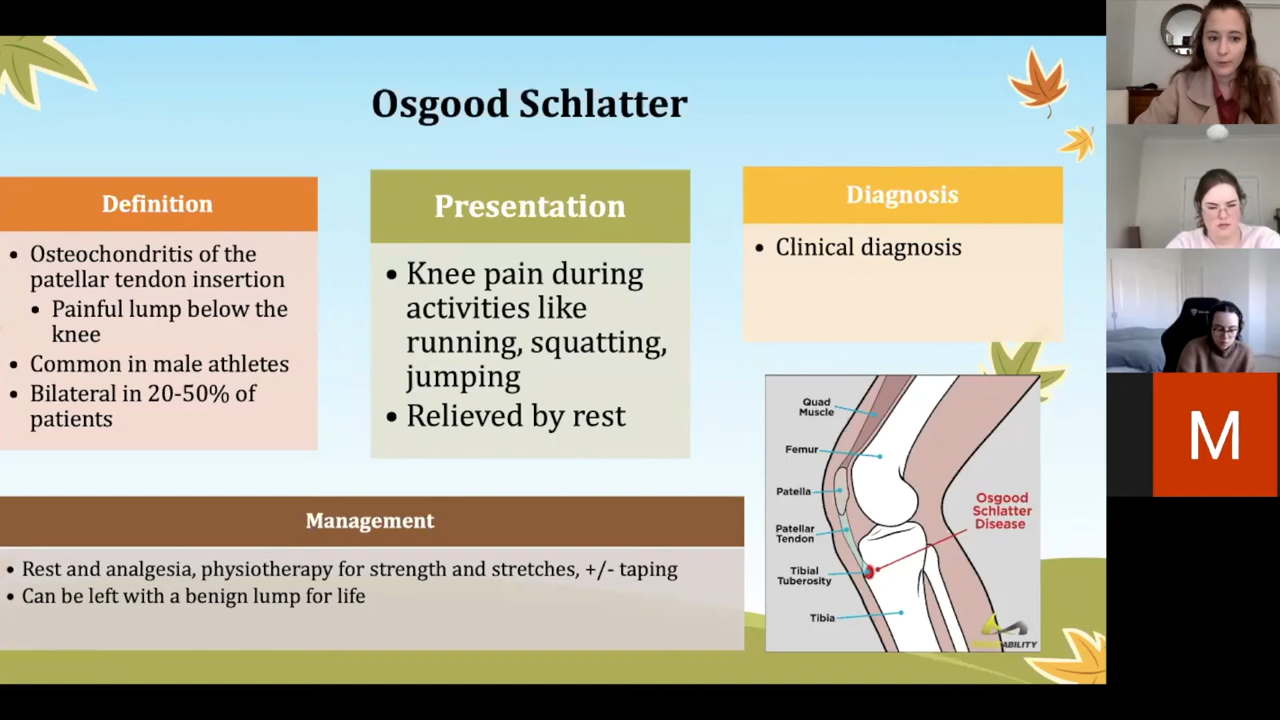 Osgood Schlatter
Definition
• Osteochondritis of the
patellar tendon insertion
• Painful lump below the
knee
• Common in male athletes
• Bilateral in 20-50% of
patients
Presentation
• Knee pain during
activities like
running, squatting,
jumping
• Relieved by rest
Diagnosis
• Clinical diagnosis
Management
• Rest and analgesia, physiotherapy for strength and stretches, +/- taping
• Can be left with a benign lump for life
Quad
Muscle
Femur
Patella
Patellar
Tendon
Tibial
Tuberosity
Tibia
Osgood
Schlatter
Disease
M